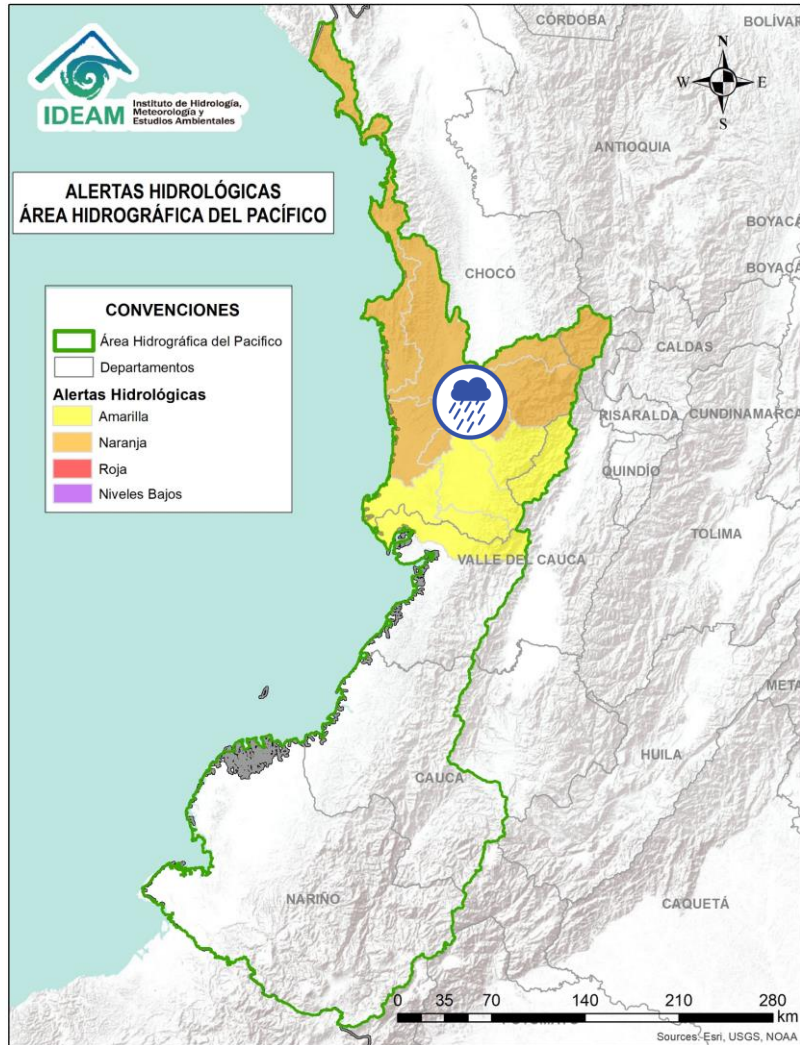 CÓRDOBA
BOLÍVAR
IDEAM
Instituto de Hidrología,
Meteorología y
Estudios Ambientales
N
W
E
S
ANTIOQUIA
ALERTAS HIDROLÓGICAS
ÁREA HIDROGRÁFICA DEL PACÍFICO
BOYACÁ
BOYACÁ
CHOCÓ
CONVENCIONES
Área Hidrográfica del Pacifico
Departamentos
Alertas Hidrológicas
Amarilla
Naranja
Roja
Niveles Bajos
CALDAS
RISARALDA
CUNDINAMARCA
QUINDÍO
TOLIMA
VALLE DEL CAUCA
META
HUILA
CAUCA
NARIÑO
CAQUETÁ
0 35 70 140 210 280
km
Sources: Esri, USGS, NOAA